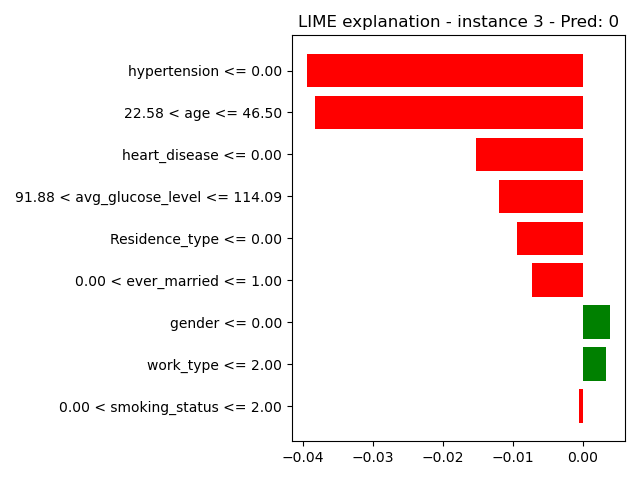 LIME explanation - instance 3 - Pred: 0
hypertension <= 0.00
22.58 < age <= 46.50
heart_disease <= 0.00
91.88 < avg_glucose_level <= 114.09
Residence_type <= 0.00
0.00 < ever_married <= 1.00
gender <= 0.00
work_type <= 2.00
0.00 < smoking_status <= 2.00
−0.04 −0.03 −0.02 −0.01 0.00